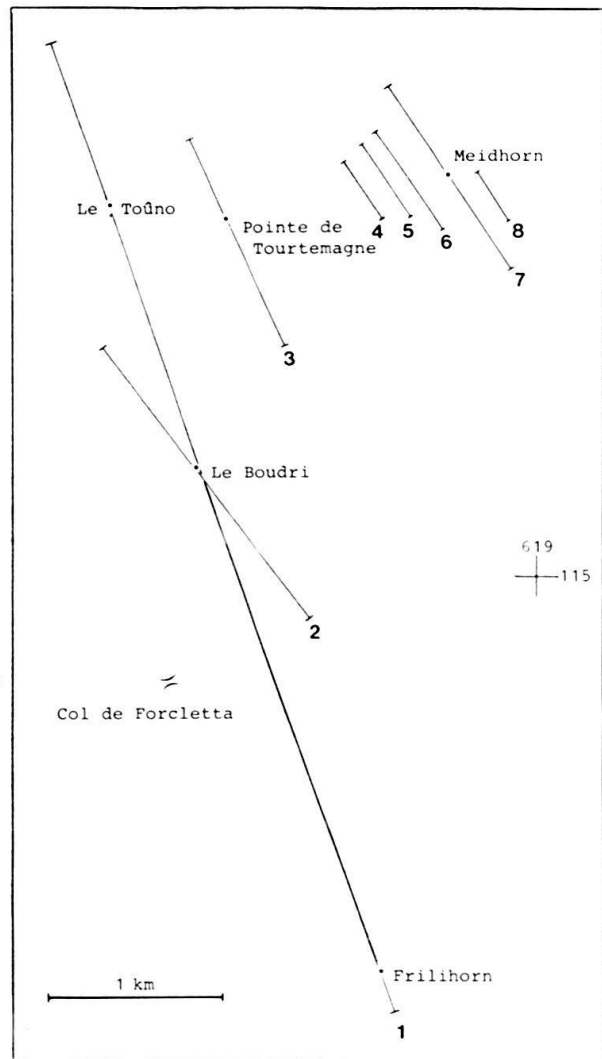 Meidhorn
Le Toûno
Pointe de
Tourtemagne
4
5
6
8
7
3
Le Boudri
619
115
2
Col de Forcletta
1 km
Frilihorn
1